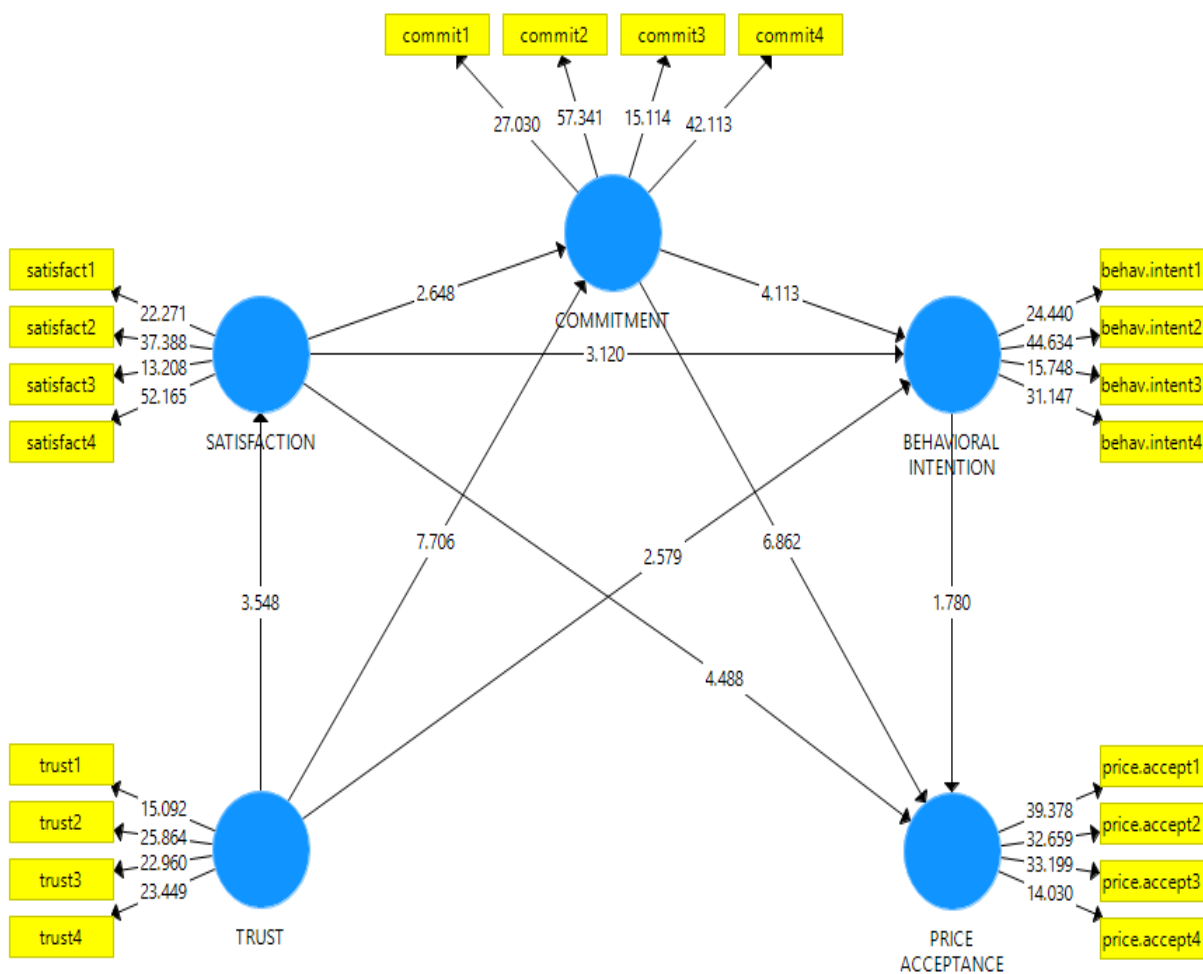 commit1
commit2
commit3
commit4
27.030
57.341
15.114
42.113
COMMITMENT
satisfact1
satisfact2
satisfact3
satisfact4
22.271
37.388
13.208
52.165
SATISFACTION
2.648
4.113
3.120
behav.intent1
behav.intent2
behav.intent3
behav.intent4
24.440
44.634
15.748
31.147
BEHAVIORAL
INTENTION
7.706
2.579
6.862
3.548
1.780
4.488
trust1
trust2
trust3
trust4
15.092
25.864
22.960
23.449
TRUST
price.accept1
price.accept2
price.accept3
price.accept4
39.378
32.659
33.199
14.030
PRICE
ACCEPTANCE